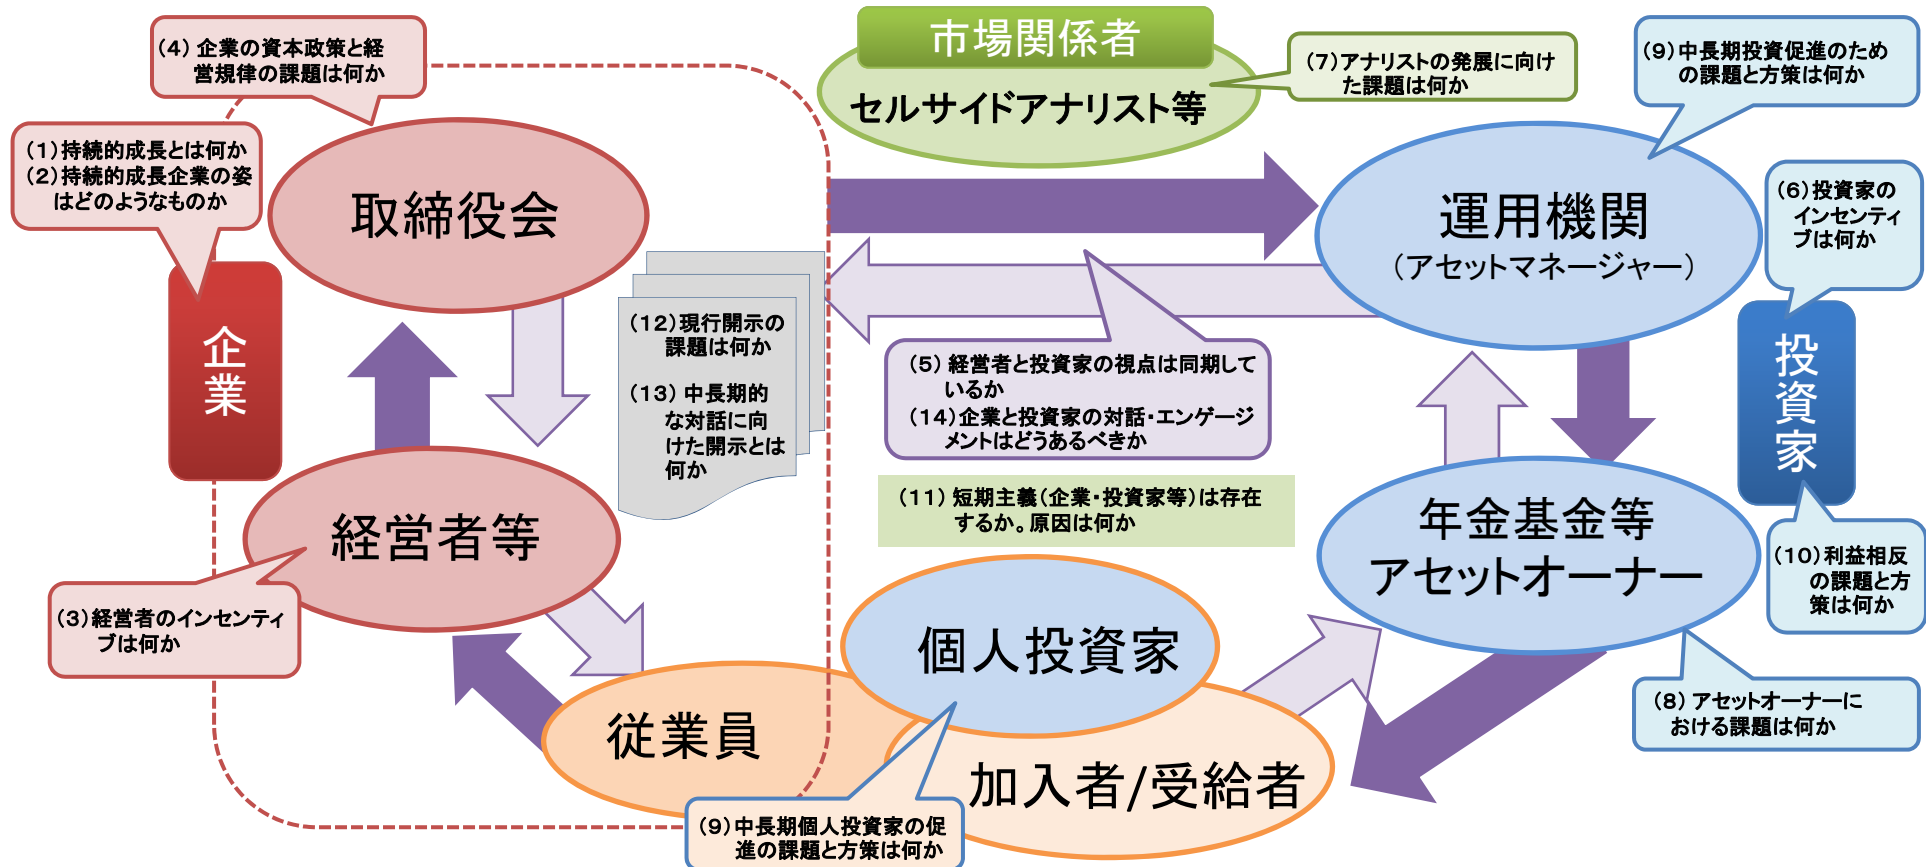 (4) 企業の資本政策と経
営規律の課題は何か
市場関係者
セルサイドアナリスト等
(7)アナリストの発展に向け
た課題は何か
(9)中長期投資促進のため
の課題と方策は何か
(1)持続的成長とは何か
(2)持続的成長企業の姿
はどのようなものか
取締役会
運用機関
(アセットマネージャー)
(6)投資家の
インセンティ
ブは何か
企業
(12)現行開示の
課題は何か
(13) 中長期的
な対話に向
けた開示とは
何か
(5) 経営者と投資家の視点は同期して
いるか
(14)企業と投資家の対話・エンゲージ
メントはどうあるべきか
投資家
(11) 短期主義(企業・投資家等)は存在
するか。原因は何か
経営者等
年金基金等
アセットオーナー
(10)利益相反
の課題と方
策は何か
(3)経営者のインセンティ
ブは何か
個人投資家
(8) アセットオーナーに
おける課題は何か
従業員
加入者/受給者
(9)中長期個人投資家の促
進の課題と方策は何か